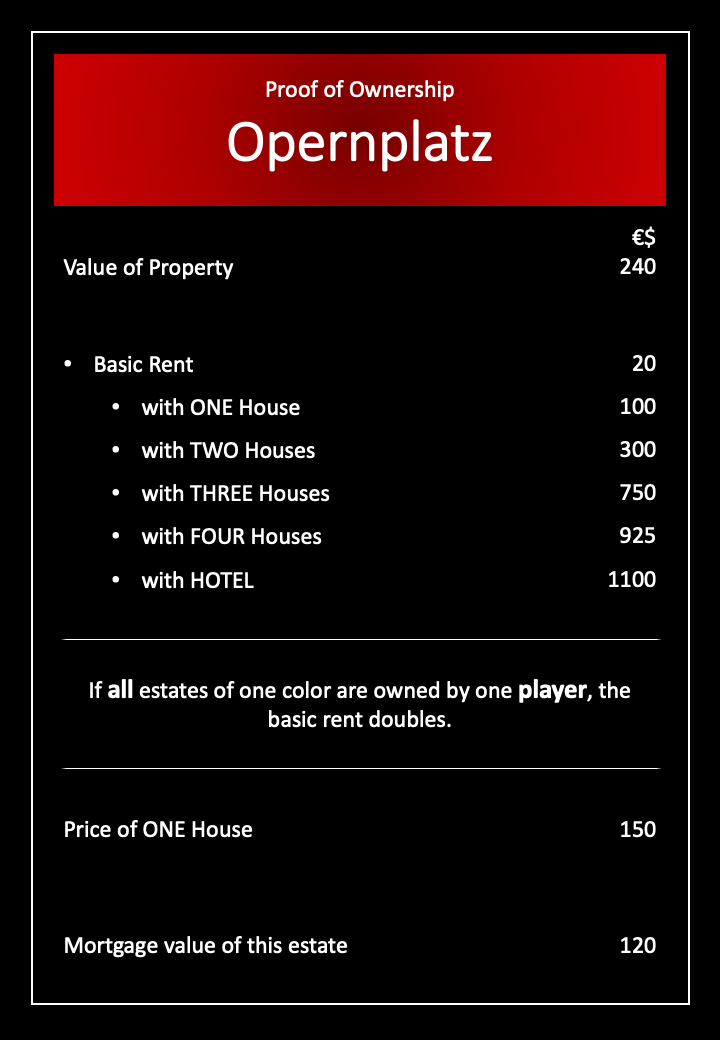 Proof of Ownership
Opernplatz
€$
Value of Property 240
• Basic Rent 20
• with ONE House 100
• with TWO Houses 300
• with THREE Houses 750
• with FOUR Houses 925
• with HOTEL 1100
If all estates of one color are owned by one player, the
basic rent doubles.
Price of ONE House 150
Mortgage value of this estate 120